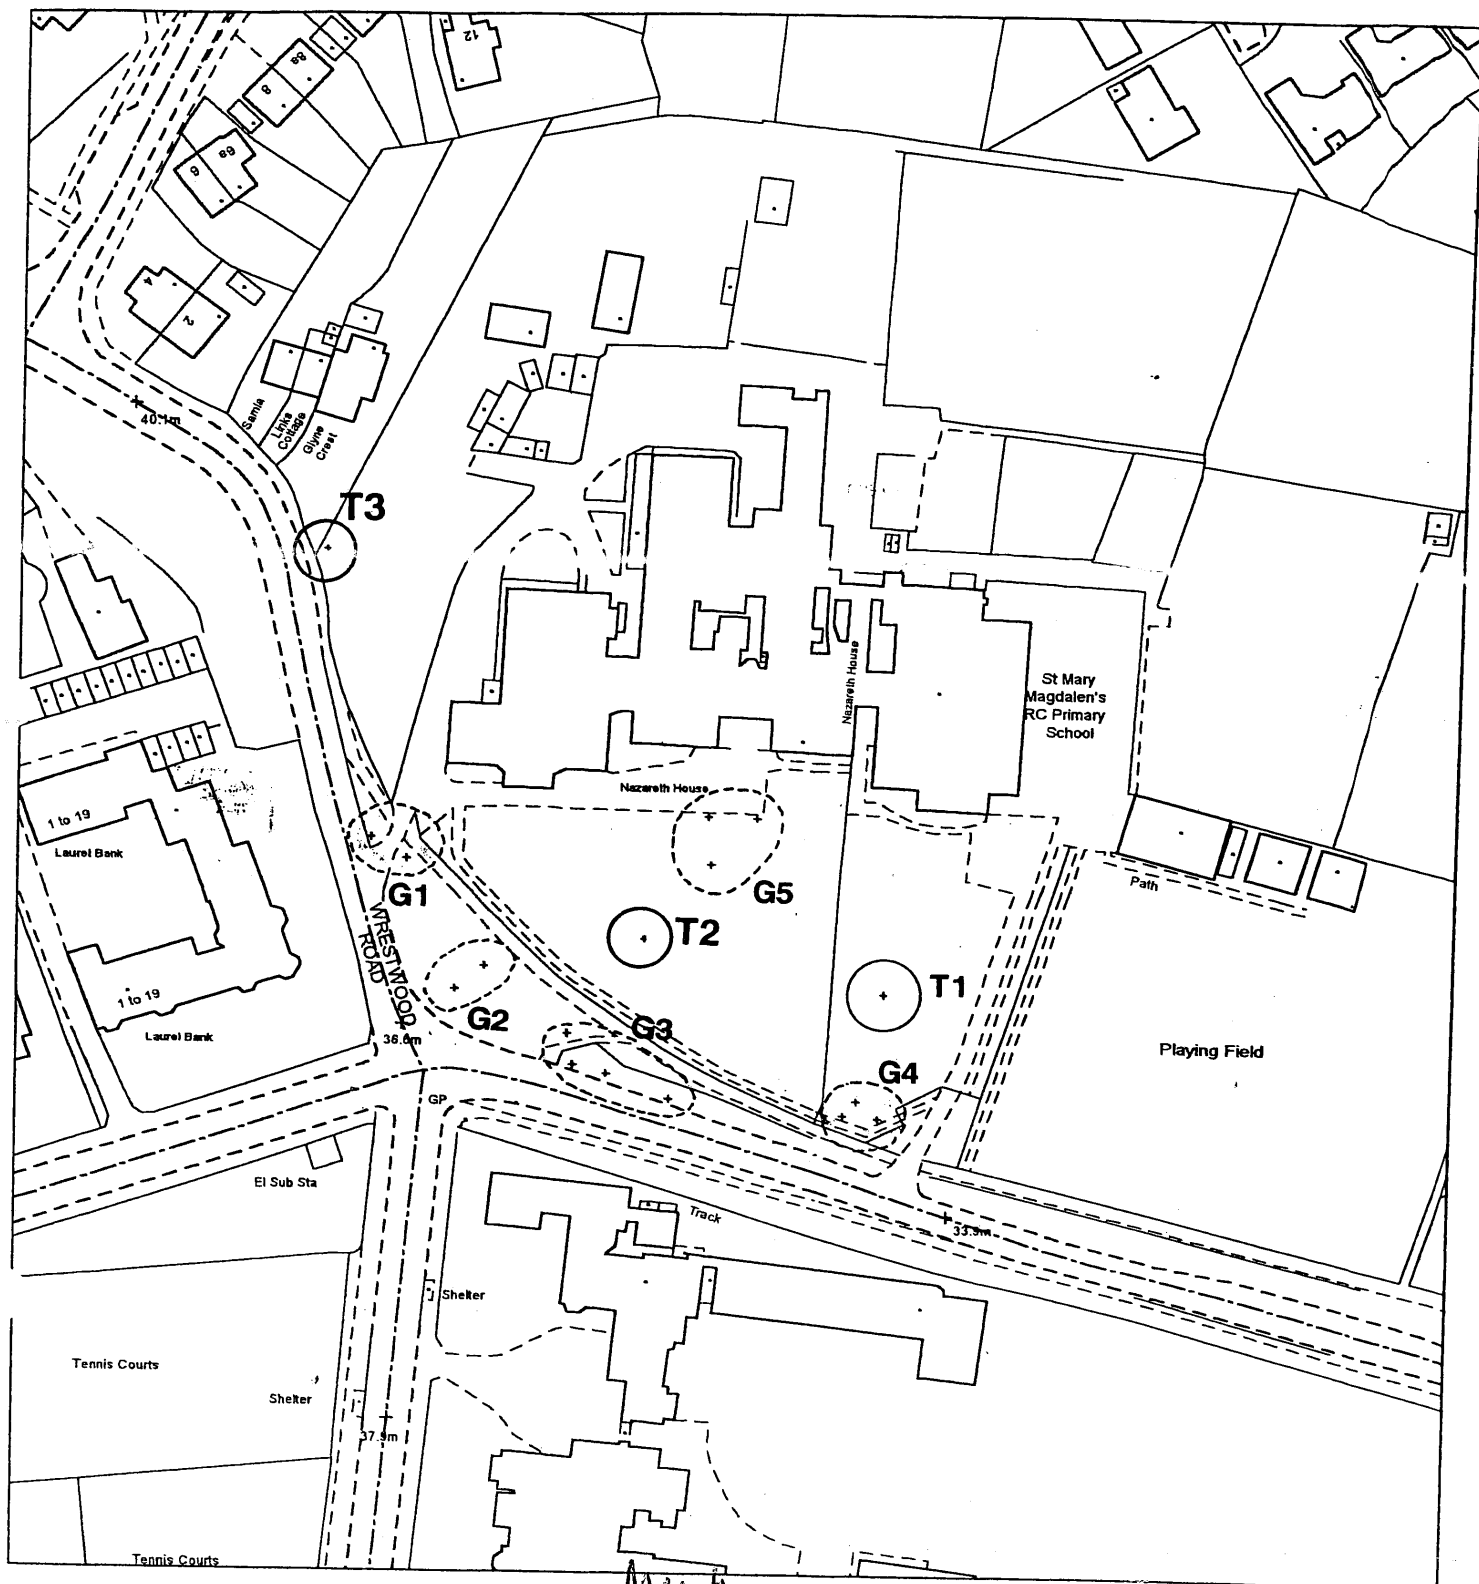 12
8a
8
6a
6
4
2
40.1m
Samia
Links
Cottage
Glyne
Crest
T3
Nazareth House
St Mary
Magdalen's
RC Primary
School
Nazareth House
1 to 19
Laurel Bank
G1
G5
Path
WRESTWOOD
ROAD
T2
T1
1 to 19
Laurel Bank
G2
36.6m
G3
Playing Field
G4
GP
El Sub Sta
Track
33.9m
Shelter
Tennis Courts
Shelter
37.9m
Tennis Courts